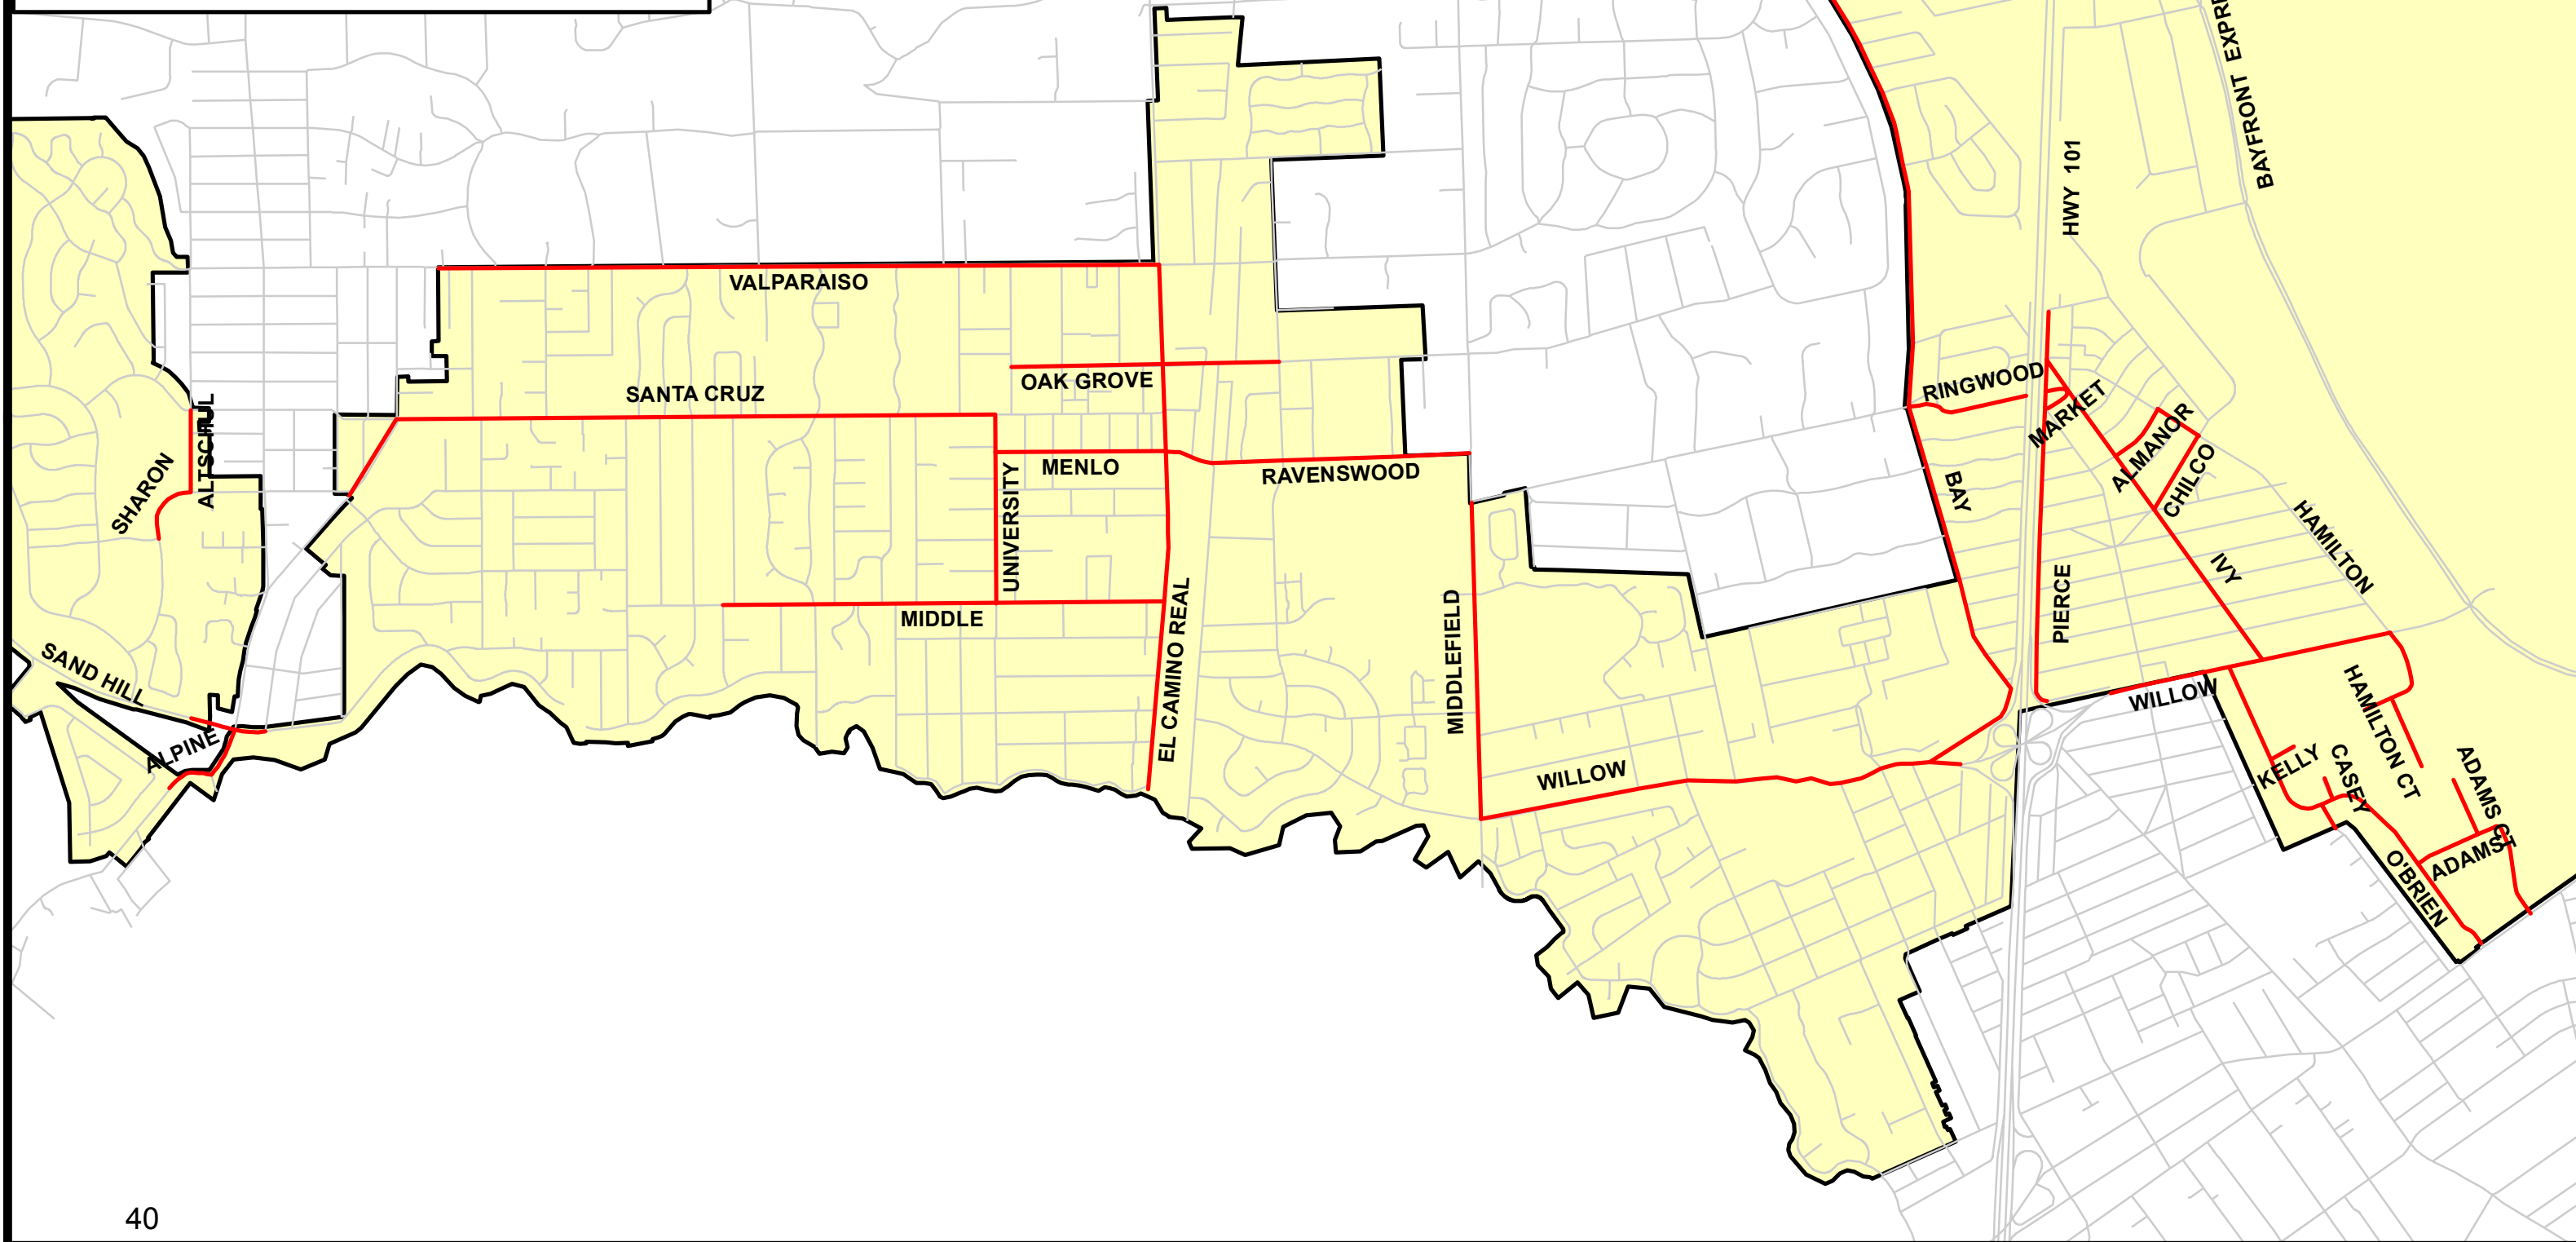 BAYFRONT EXPR
HWY 101
VALPARAISO
SANTA CRUZ
OAK GROVE
RINGWOOD
MARKET
ALMANOR
CHILCO
ALTSCHUL
SHARON
MENLO
RAVENSWOOD
UNIVERSITY
BAY
HAMILTON
IVY
PIERCE
MIDDLE
EL CAMINO REAL
MIDDLEFIELD
SAND HILL
ALPINE
WILLOW
WILLOW
HAMILTON CT
KELLY
CASEY
ADAMS CT
ADAMS
O'BRIEN
40